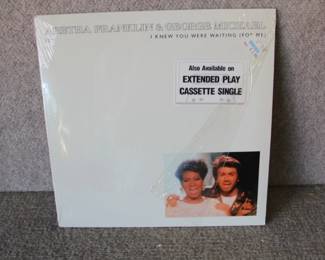 ARETHA FRANKLIN & GEORGE MICHAEL
I KNEW YOU WERE WAITING (FOR ME)
Also Available on
EXTENDED PLAY
CASSETTE SINGLE